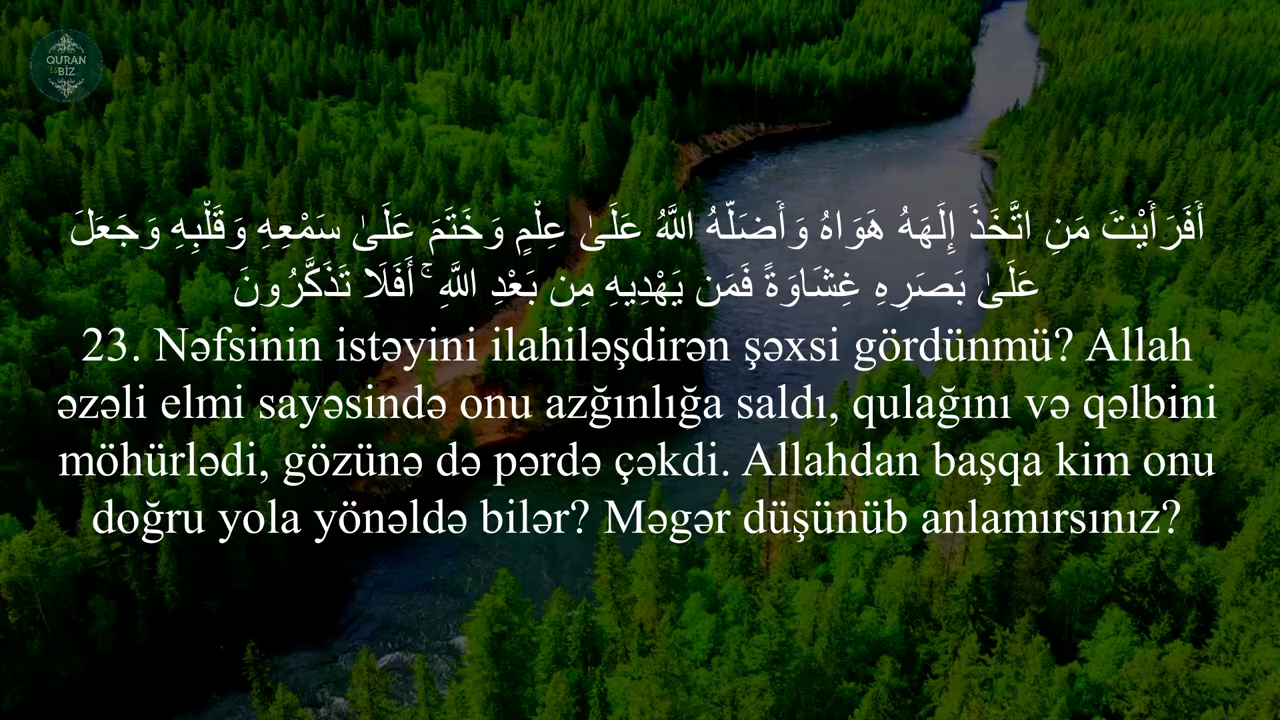 QURAN
Və BİZ
أَفَرَأَيْتَ مَنِ اتَّخَذَ إِلَٰهَهُ هَوَاهُ وَأَضَلَّهُ اللَّهُ عَلَىٰ عِلْمٍ وَخَتَمَ عَلَىٰ سَمْعِهِ وَقَلْبِهِ وَجَعَلَ
عَلَىٰ بَصَرِهِ غِشَاوَةً فَمَن يَهْدِيهِ مِن بَعْدِ اللَّهِ ۚ أَفَلَا تَذَكَّرُونَ
23. Nəfsinin istəyini ilahiləşdirən şəxsi gördünmü? Allah
əzəli elmi sayəsində onu azğınlığa saldı, qulağını və qəlbini
möhürlədi, gözünə də pərdə çəkdi. Allahdan başqa kim onu
doğru yola yönəldə bilər? Məgər düşünüb anlamırsınız?